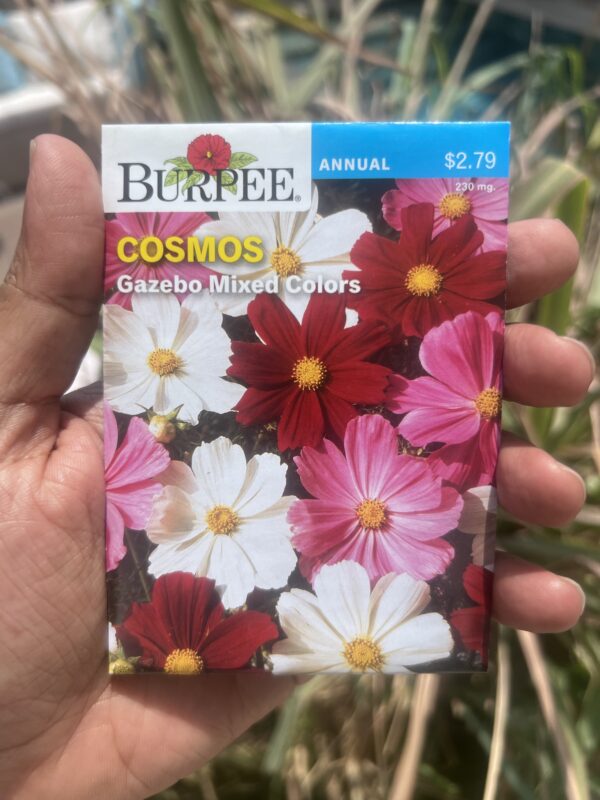 BURPEE®
ANNUAL $2.79
230 mg.
COSMOS
Gazebo Mixed Colors